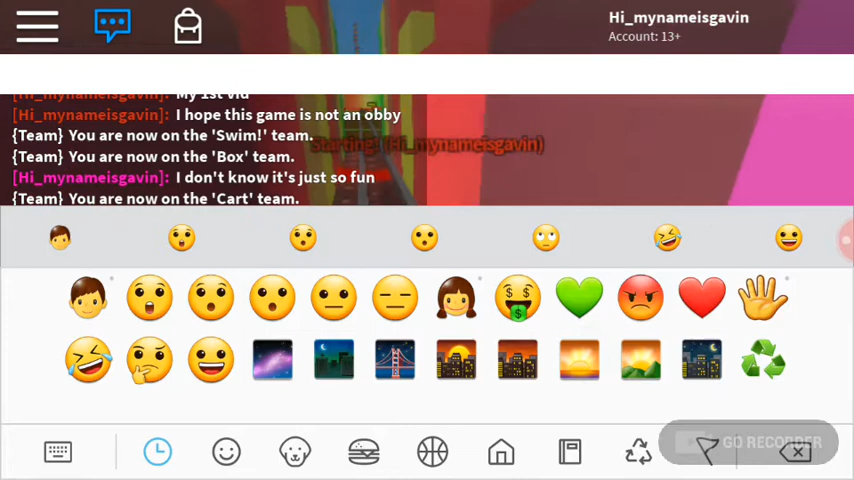 Hi_mynameisgavin
Account: 13+
[Hi_mynameisgavin]: My 1st vid
[Hi_mynameisgavin]: I hope this game is not an obby
{Team} You are now on the 'Swim!' team.
Starting: (Hi_mynameisgavin)
{Team} You are now on the 'Box' team.
[Hi_mynameisgavin]: I don't know it's just so fun
{Team} You are now on the 'Cart' team.
GO RECORDER